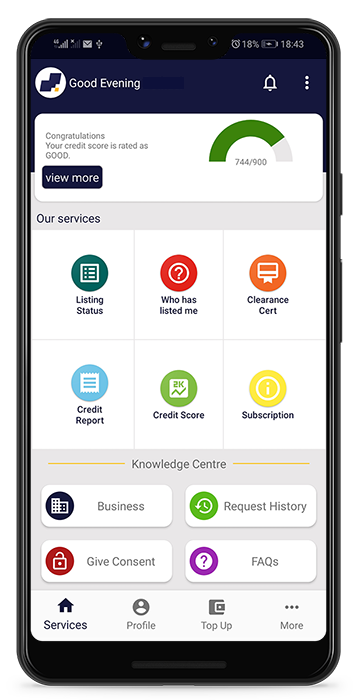 18% 18:43
Good Evening
Congratulations
Your credit score is rated as
GOOD.
view more
744/900
Our services
Listing
Status
Who has
listed me
Clearance
Cert
Credit
Report
Credit Score
Subscription
Knowledge Centre
Business
Request History
Give Consent
FAQs
Services
Profile
Top Up
More